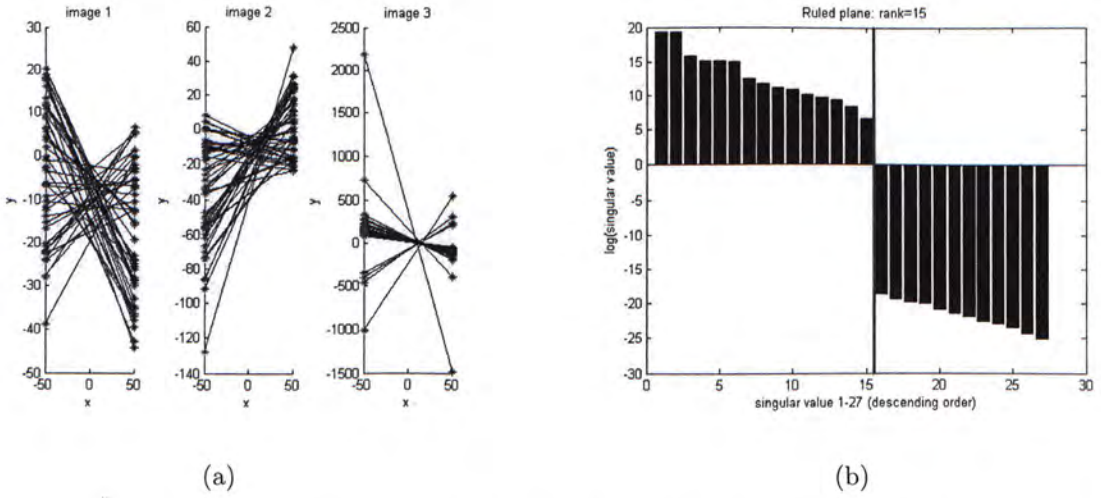 image 1
30
20
10
0
-10
-20
-30
-40
-50
y
-50 0 50
x
image 2
60
40
20
0
-20
-40
-60
-80
-100
-120
-140
y
-50 0 50
x
image 3
2500
2000
1500
1000
500
0
-500
-1000
-1500
y
-50 0 50
x
(a)
Ruled plane: rank=15
20
15
10
5
0
-5
-10
-15
-20
-25
-30
log(singular value)
0 5 10 15 20 25 30
singular value 1-27 (descending order)
(b)